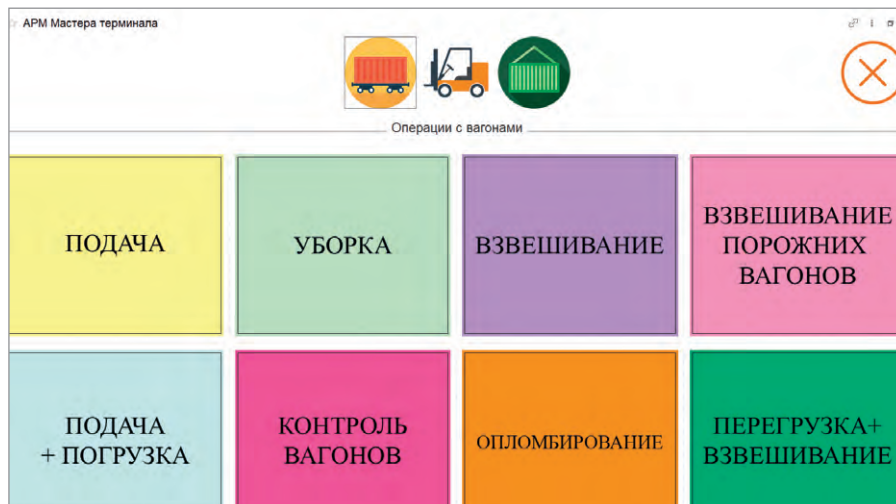 АРМ Мастера терминала
Операции с вагонами
ПОДАЧА
УБОРКА
ВЗВЕШИВАНИЕ
ВЗВЕШИВАНИЕ
ПОРОЖНИХ
ВАГОНОВ
ПОДАЧА
+ ПОГРУЗКА
КОНТРОЛЬ
ВАГОНОВ
ОПЛОМБИРОВАНИЕ
ПЕРЕГРУЗКА+
ВЗВЕШИВАНИЕ